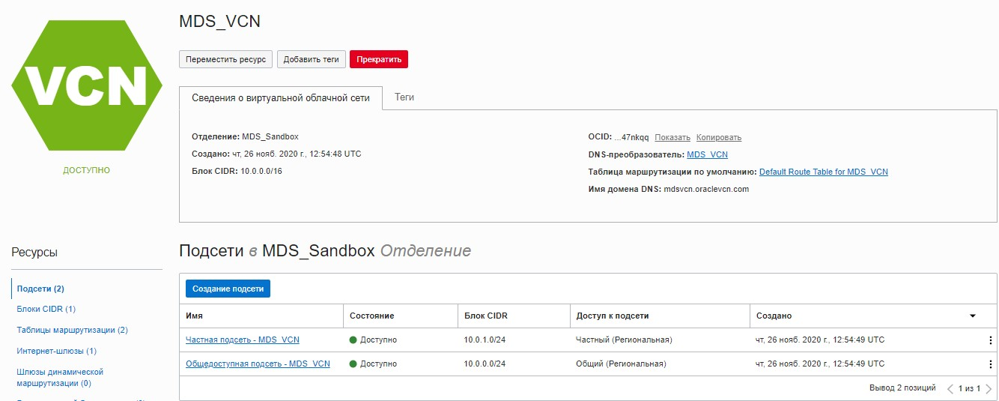 MDS_VCN
VCN
ДОСТУПНО
Переместить ресурс Добавить теги Прекратить
Сведения о виртуальной облачной сети Теги
Отделение: MDS_Sandbox
Создано: чт, 26 нояб. 2020 г., 12:54:48 UTC
Блок CIDR: 10.0.0.0/16
OCID: ...47nkqq Показать Копировать
DNS-преобразователь: MDS_VCN
Таблица маршрутизации по умолчанию: Default Route Table for MDS_VCN
Имя домена DNS: mdsvcn.oraclevcn.com
Ресурсы
Подсети (2)
Блоки CIDR (1)
Таблицы маршрутизации (2)
Интернет-шлюзы (1)
Шлюзы динамической
маршрутизации (0)
Подсети в MDS_Sandbox Отделение
Создание подсети
Имя Состояние Блок CIDR Доступ к подсети Создано
Частная подсеть - MDS_VCN Доступно 10.0.1.0/24 Частный (Региональная) чт, 26 нояб. 2020 г., 12:54:49 UTC
Общедоступная подсеть - MDS_VCN Доступно 10.0.0.0/24 Общий (Региональная) чт, 26 нояб. 2020 г., 12:54:49 UTC
Вывод 2 позиций 1 из 1